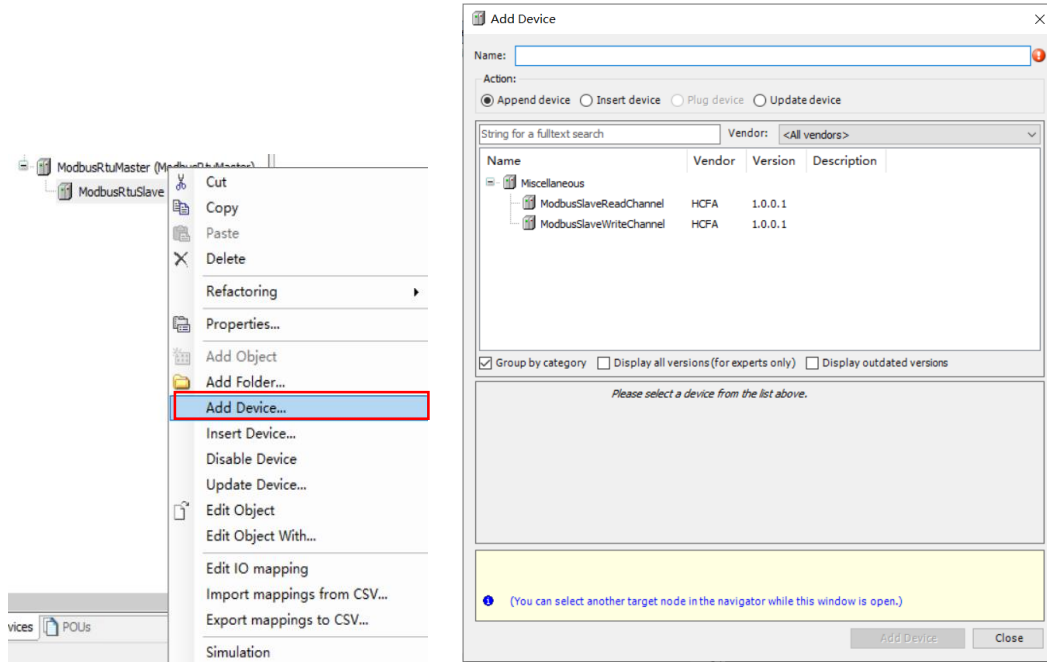 ModbusRtuMaster (ModbusRtuMaster)
ModbusRtuSlave
Cut
Copy
Paste
Delete
Refactoring
Properties...
Add Object
Add Folder...
Add Device...
Insert Device...
Disable Device
Update Device...
Edit Object
Edit Object With...
Edit IO mapping
Import mappings from CSV...
Export mappings to CSV...
Simulation
vices POUs
Add Device
Name:
Action:
Append device Insert device Plug device Update device
String for a fulltext search Vendor: <All vendors>
Name Vendor Version Description
Miscellaneous
ModbusSlaveReadChannel HCFA 1.0.0.1
ModbusSlaveWriteChannel HCFA 1.0.0.1
Group by category Display all versions (for experts only) Display outdated versions
Please select a device from the list above.
(You can select another target node in the navigator while this window is open.)
Add Device Close